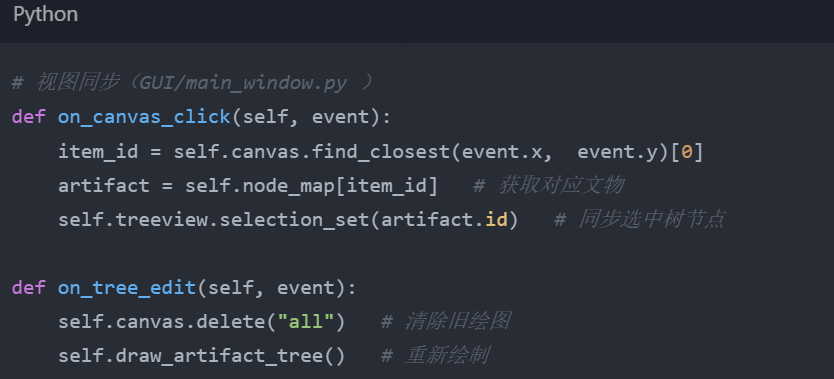 Python
# 视图同步（GUI/main_window.py ）
def on_canvas_click(self, event):
    item_id = self.canvas.find_closest(event.x,  event.y)[0]
    artifact = self.node_map[item_id]   # 获取对应文物
    self.treeview.selection_set(artifact.id)   # 同步选中树节点
def on_tree_edit(self, event):
    self.canvas.delete("all")   # 清除旧绘图
    self.draw_artifact_tree()   # 重新绘制